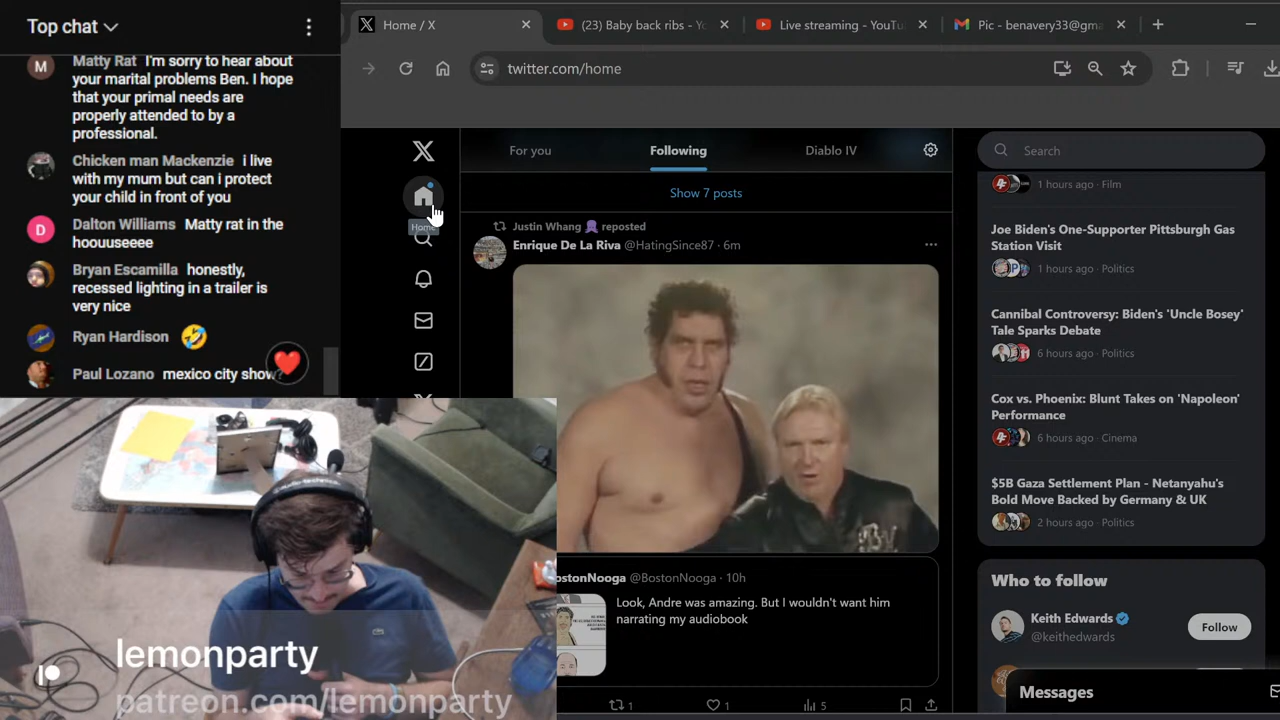 Top chat
Matty Rat I'm sorry to hear about
your marital problems Ben. I hope
that your primal needs are
properly attended to by a
professional.
Chicken man Mackenzie i live
with my mum but can i protect
your child in front of you
Dalton Williams Matty rat in the
hoouuseeee
Bryan Escamilla honestly,
recessed lighting in a trailer is
very nice
Ryan Hardison
Paul Lozano mexico city show
M
D
Home / X
(23) Baby back ribs - Yo
Live streaming - YouTu
Pic - benavery33@gma
twitter.com/home
For you
Following
Diablo IV
Search
Show 7 posts
Home
Justin Whang reposted
Enrique De La Riva @HatingSince87 · 6m
ostonNooga @BostonNooga · 10h
Look, Andre was amazing. But I wouldn't want him
narrating my audiobook
1
1
5
1 hours ago · Film
Joe Biden's One-Supporter Pittsburgh Gas
Station Visit
1 hours ago · Politics
Cannibal Controversy: Biden's 'Uncle Bosey'
Tale Sparks Debate
6 hours ago · Politics
Cox vs. Phoenix: Blunt Takes on 'Napoleon'
Performance
6 hours ago · Cinema
$5B Gaza Settlement Plan - Netanyahu's
Bold Move Backed by Germany & UK
2 hours ago · Politics
Who to follow
Keith Edwards
@keithedwards
Follow
Messages
lemonparty
patreon.com/lemonparty